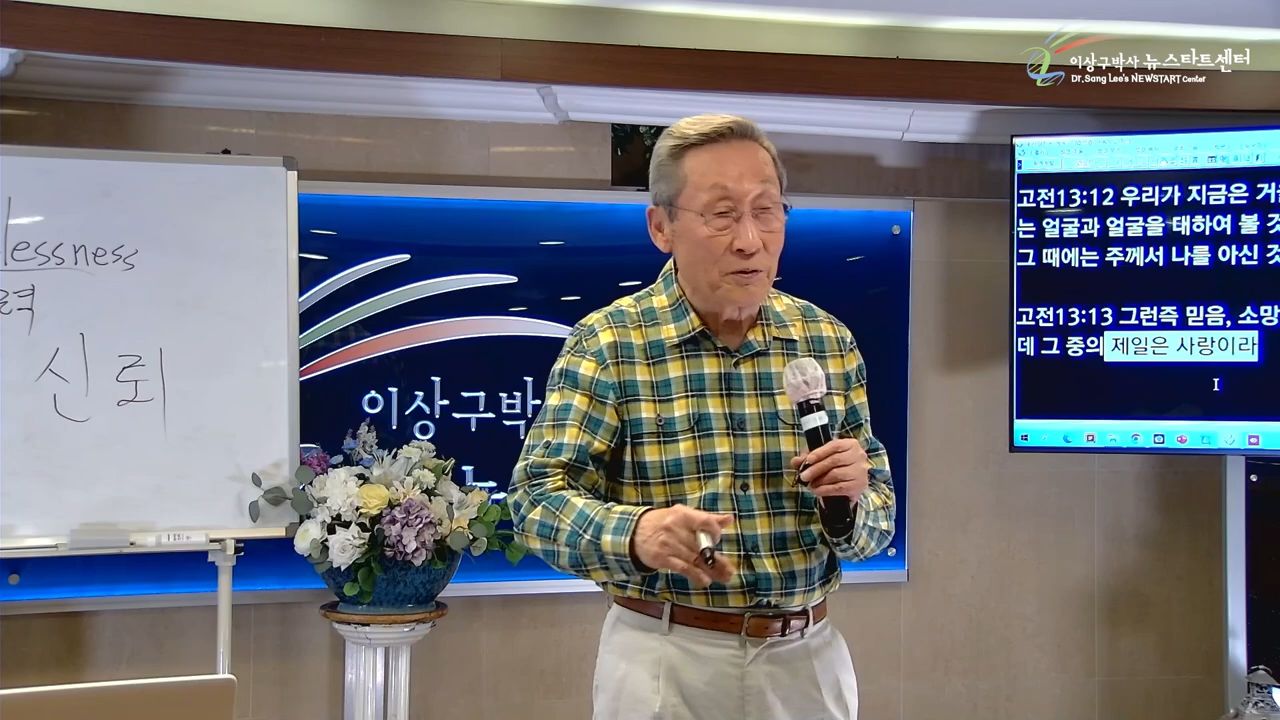 이상구박사 뉴스타트센터
Dr.Sang Lee's NEWSTART Center
lessness
력
신뢰
이상구박
고전13:12 우리가 지금은
는 얼굴과 얼굴을 대하여 볼
그 때에는 주께서 나를 아신
고전13:13 그런즉 믿음, 소망
데 그 중의 제일은 사랑이라